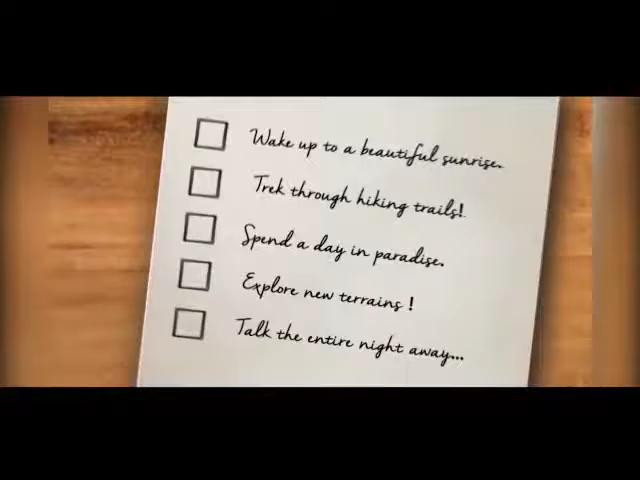 Wake up to a beautiful sunrise.
Trek through hiking trails!
Spend a day in paradise.
Explore new terrains !
Talk the entire night away...